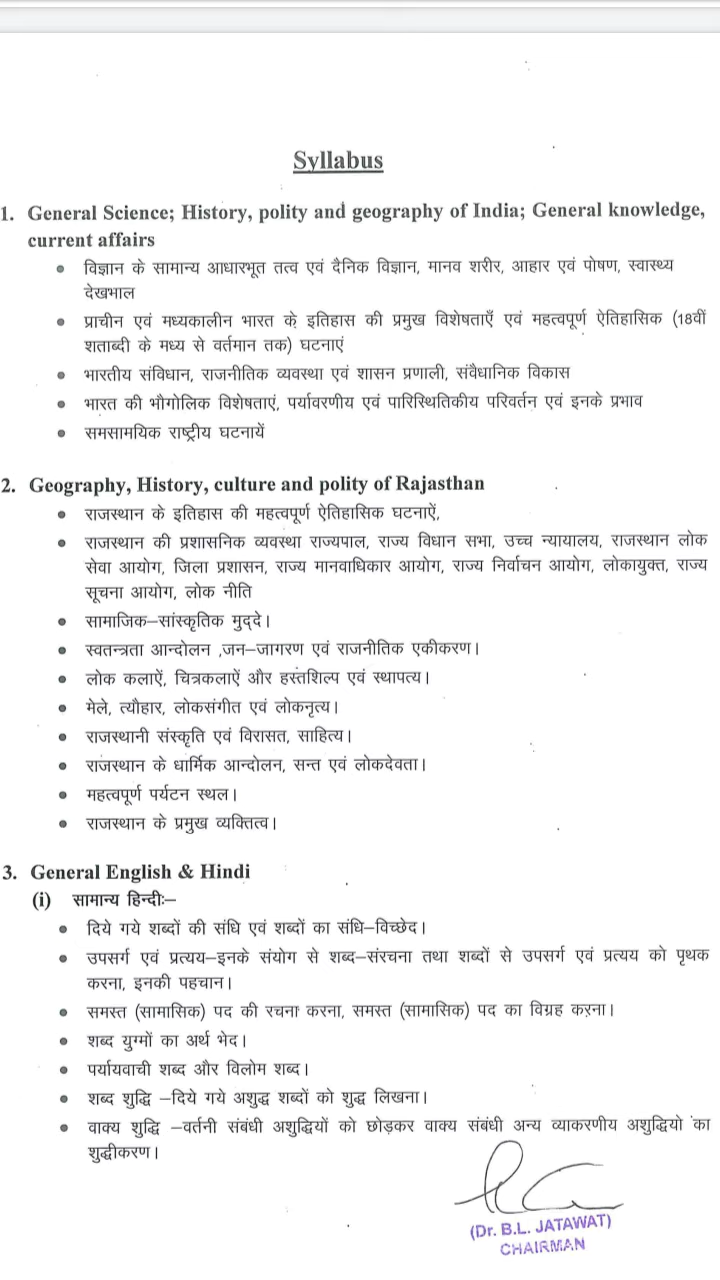 Syllabus
1. General Science; History, polity and geography of India; General knowledge,
current affairs
• विज्ञान के सामान्य आधारभूत तत्व एवं दैनिक विज्ञान, मानव शरीर, आहार एवं पोषण, स्वास्थ्य
देखभाल
• प्राचीन एवं मध्यकालीन भारत के इतिहास की प्रमुख विशेषताएँ एवं महत्वपूर्ण ऐतिहासिक (18वीं
शताब्दी के मध्य से वर्तमान तक) घटनाएं
• भारतीय संविधान, राजनीतिक व्यवस्था एवं शासन प्रणाली, संवैधानिक विकास
• भारत की भौगोलिक विशेषताएं, पर्यावरणीय एवं पारिस्थितिकीय परिवर्तन एवं इनके प्रभाव
• समसामयिक राष्ट्रीय घटनायें
2. Geography, History, culture and polity of Rajasthan
• राजस्थान के इतिहास की महत्वपूर्ण ऐतिहासिक घटनाऐं,
• राजस्थान की प्रशासनिक व्यवस्था राज्यपाल, राज्य विधान सभा, उच्च न्यायालय, राजस्थान लोक
सेवा आयोग, जिला प्रशासन, राज्य मानवाधिकार आयोग, राज्य निर्वाचन आयोग, लोकायुक्त, राज्य
सूचना आयोग, लोक नीति
• सामाजिक–सांस्कृतिक मुद्दे।
• स्वतन्त्रता आन्दोलन ,जन–जागरण एवं राजनीतिक एकीकरण।
• लोक कलाऐं, चित्रकलाऐं और हस्तशिल्प एवं स्थापत्य।
• मेले, त्यौहार, लोकसंगीत एवं लोकनृत्य।
• राजस्थानी संस्कृति एवं विरासत, साहित्य।
• राजस्थान के धार्मिक आन्दोलन, सन्त एवं लोकदेवता।
• महत्वपूर्ण पर्यटन स्थल।
• राजस्थान के प्रमुख व्यक्तित्व।
3. General English & Hindi
(i) सामान्य हिन्दीः–
• दिये गये शब्दों की संधि एवं शब्दों का संधि–विच्छेद।
• उपसर्ग एवं प्रत्यय–इनके संयोग से शब्द–संरचना तथा शब्दों से उपसर्ग एवं प्रत्यय को पृथक
करना, इनकी पहचान।
• समस्त (सामासिक) पद की रचना करना, समस्त (सामासिक) पद का विग्रह करना।
• शब्द युग्मों का अर्थ भेद।
• पर्यायवाची शब्द और विलोम शब्द।
• शब्द शुद्धि –दिये गये अशुद्ध शब्दों को शुद्ध लिखना।
• वाक्य शुद्धि –वर्तनी संबंधी अशुद्धियों को छोड़कर वाक्य संबंधी अन्य व्याकरणीय अशुद्धियो का
शुद्धीकरण।
(Dr. B.L. JATAWAT)
CHAIRMAN